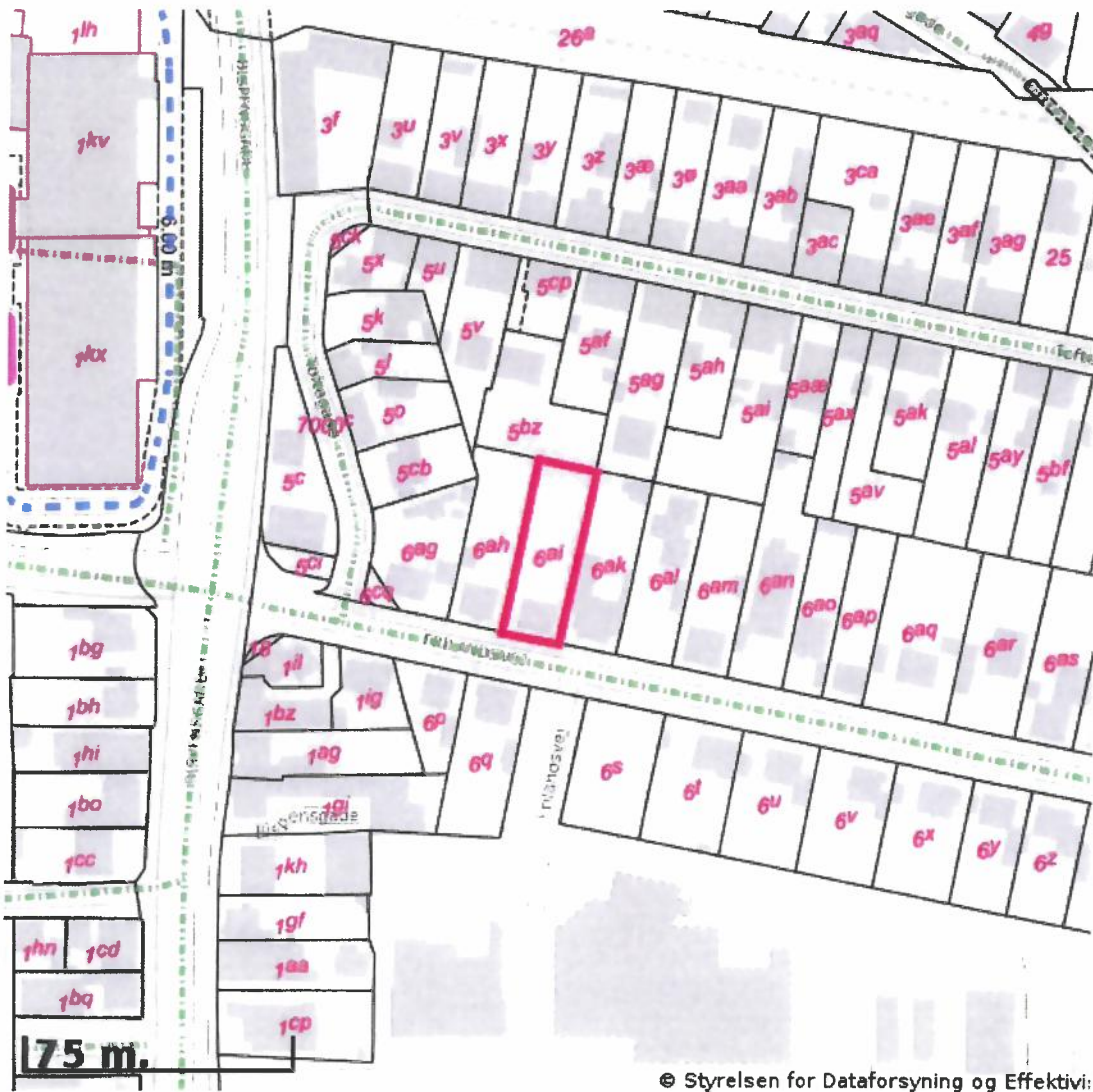 1lh
26a
3aq
4g
1kv
3f
3u
3v
3x
3y
3z
3æ
3ø
3aa
3ab
3ca
3ac
3ae
3af
3ag
25
6.00 m
5x
5u
5cp
5k
5v
5af
1kx
5ag
5ah
5ai
5aæ
5ax
5ak
5o
7000c
5bz
5al
5ay
5bf
5c
5cb
5av
6ag
6ah
6ai
6ak
6al
6am
6an
6ao
6ap
6aq
6ar
6as
5ci
6cq
1bg
1il
1bh
1bz
1ig
6p
1hi
1ag
6q
6s
6t
6u
6v
6x
6y
6z
1bo
1gi
1cc
1kh
1gf
1hn
1cd
1aa
1bq
1cp
75 m.
© Styrelsen for Dataforsyning og Effektivi